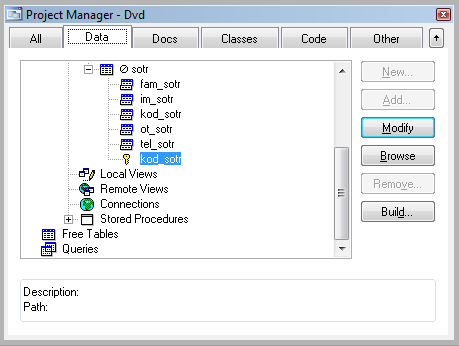 Project Manager - Dvd
All Data Docs Classes Code Other
sotr
fam_sotr
im_sotr
kod_sotr
ot_sotr
tel_sotr
kod_sotr
Local Views
Remote Views
Connections
Stored Procedures
Free Tables
Queries
New...
Add...
Modify
Browse
Remove...
Build...
Description:
Path: